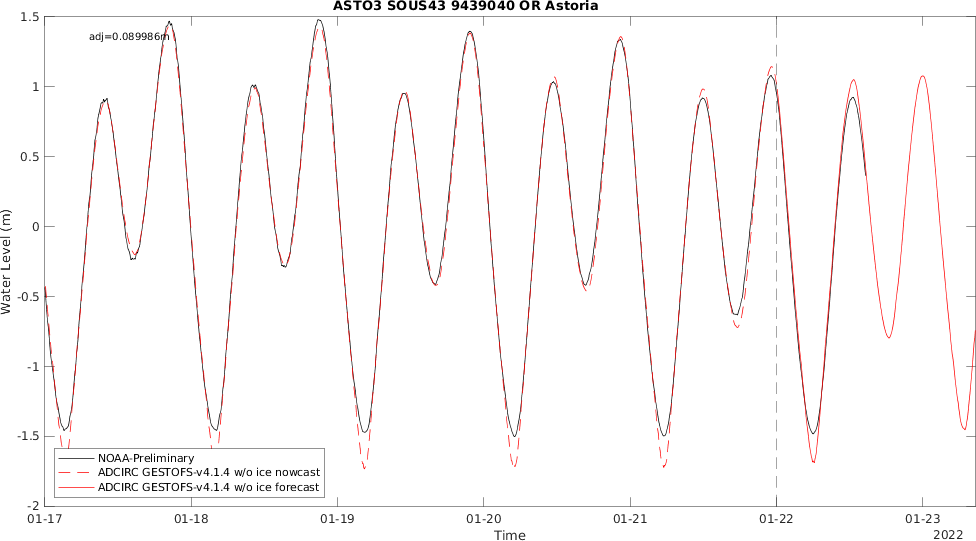 ASTO3 SOUS43 9439040 OR Astoria
adj=0.089986m
Water Level (m)
1.5
1
0.5
0
-0.5
-1
-1.5
-2
NOAA-Preliminary
ADCIRC GESTOFS-v4.1.4 w/o ice nowcast
ADCIRC GESTOFS-v4.1.4 w/o ice forecast
01-17 01-18 01-19 01-20 01-21 01-22 01-23
Time
2022